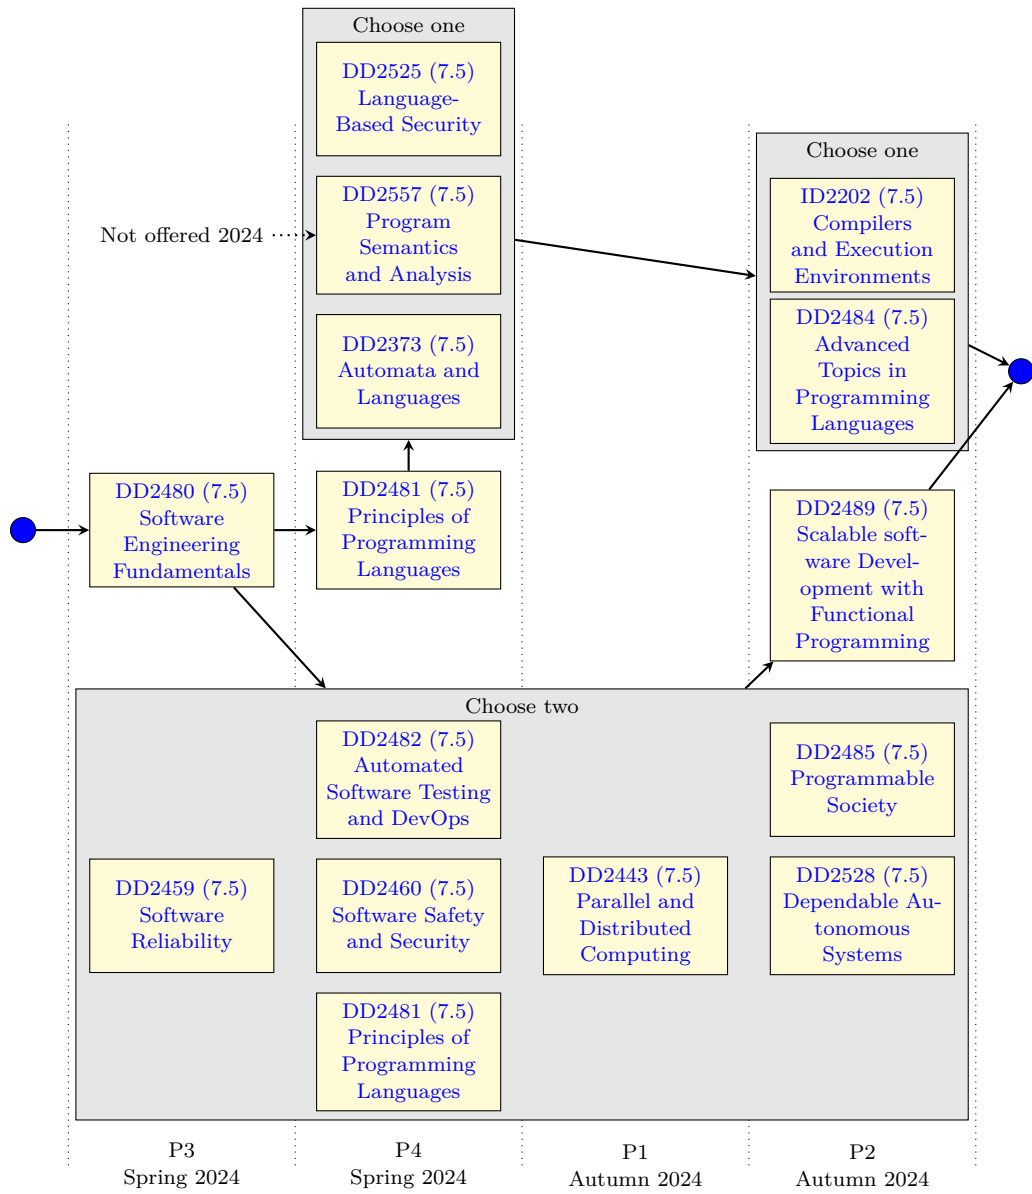 Choose one
DD2525 (7.5)
Language-
Based Security
DD2557 (7.5)
Program
Semantics
and Analysis
Not offered 2024
DD2373 (7.5)
Automata and
Languages
Choose one
ID2202 (7.5)
Compilers
and Execution
Environments
DD2484 (7.5)
Advanced
Topics in
Programming
Languages
DD2480 (7.5)
Software
Engineering
Fundamentals
DD2481 (7.5)
Principles of
Programming
Languages
DD2489 (7.5)
Scalable soft-
ware Devel-
opment with
Functional
Programming
Choose two
DD2482 (7.5)
Automated
Software Testing
and DevOps
DD2485 (7.5)
Programmable
Society
DD2459 (7.5)
Software
Reliability
DD2460 (7.5)
Software Safety
and Security
DD2443 (7.5)
Parallel and
Distributed
Computing
DD2528 (7.5)
Dependable Au-
tonomous
Systems
DD2481 (7.5)
Principles of
Programming
Languages
P3
Spring 2024
P4
Spring 2024
P1
Autumn 2024
P2
Autumn 2024